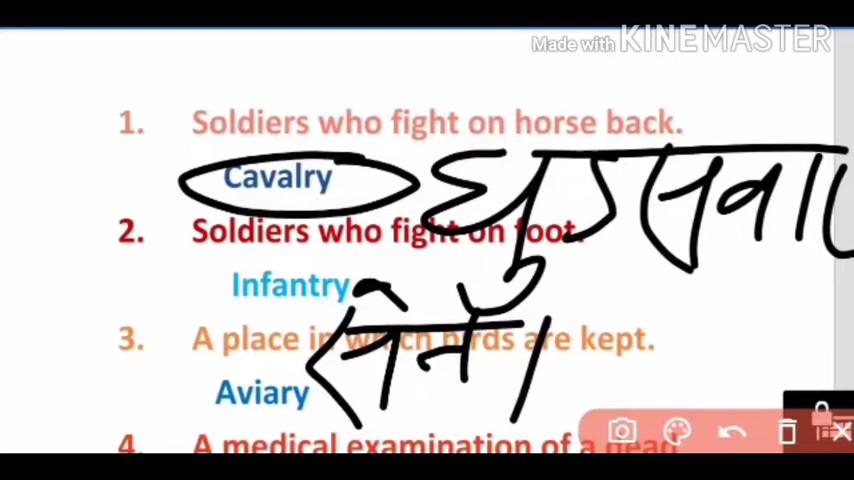 Made with KINEMASTER
1. Soldiers who fight on horse back.
Cavalry घुड़सवार
2. Soldiers who fight on foot.
Infantry
सेना
3. A place in which birds are kept.
Aviary
4. A medical examination of a dead